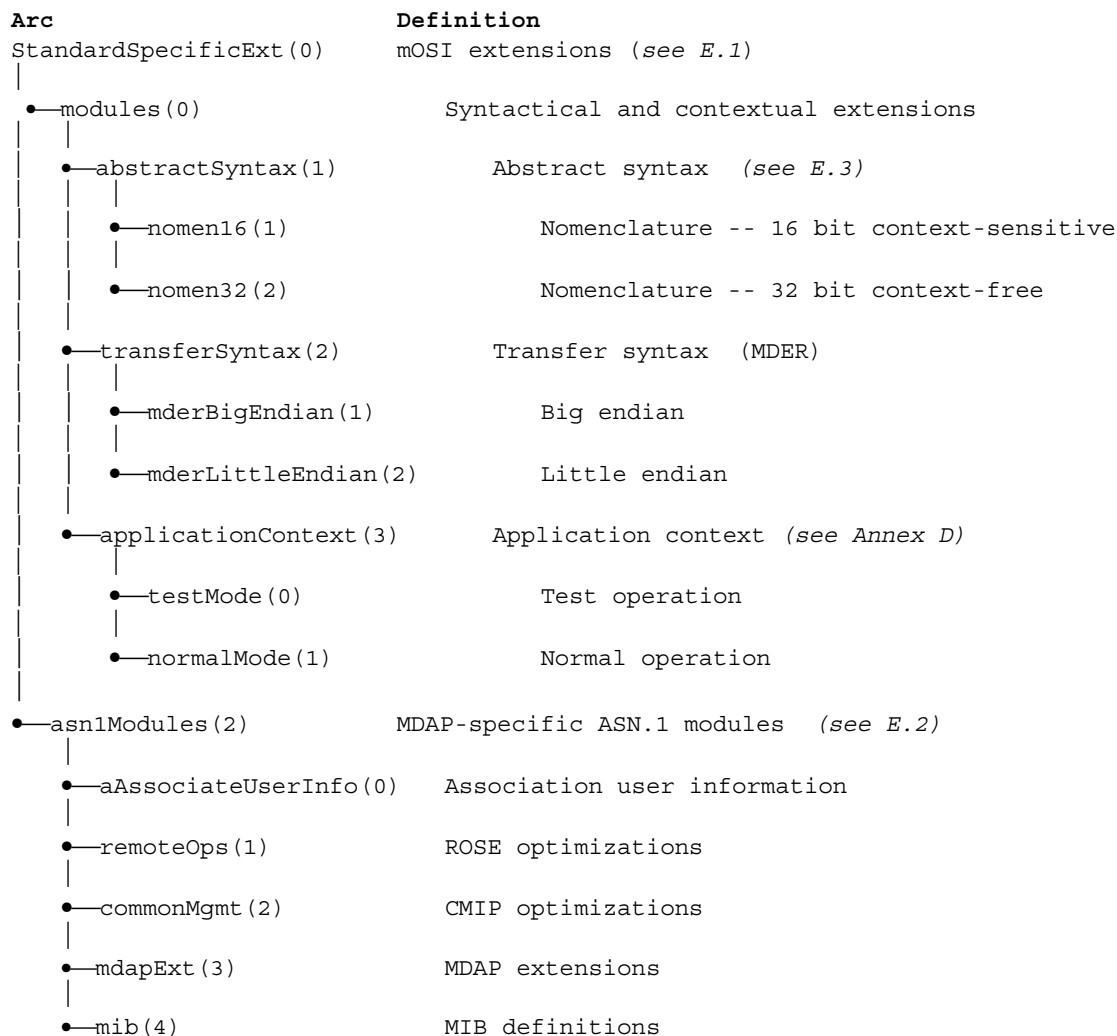 Arc Definition
StandardSpecificExt(0) mOSI extensions (see E.1)
modules(0) Syntactical and contextual extensions
abstractSyntax(1) Abstract syntax (see E.3)
nomen16(1) Nomenclature -- 16 bit context-sensitive
nomen32(2) Nomenclature -- 32 bit context-free
transferSyntax(2) Transfer syntax (MDER)
mderBigEndian(1) Big endian
mderLittleEndian(2) Little endian
applicationContext(3) Application context (see Annex D)
testMode(0) Test operation
normalMode(1) Normal operation
asn1Modules(2) MDAP-specific ASN.1 modules (see E.2)
aAssociateUserInfo(0) Association user information
remoteOps(1) ROSE optimizations
commonMgmt(2) CMIP optimizations
mdapExt(3) MDAP extensions
mib(4) MIB definitions